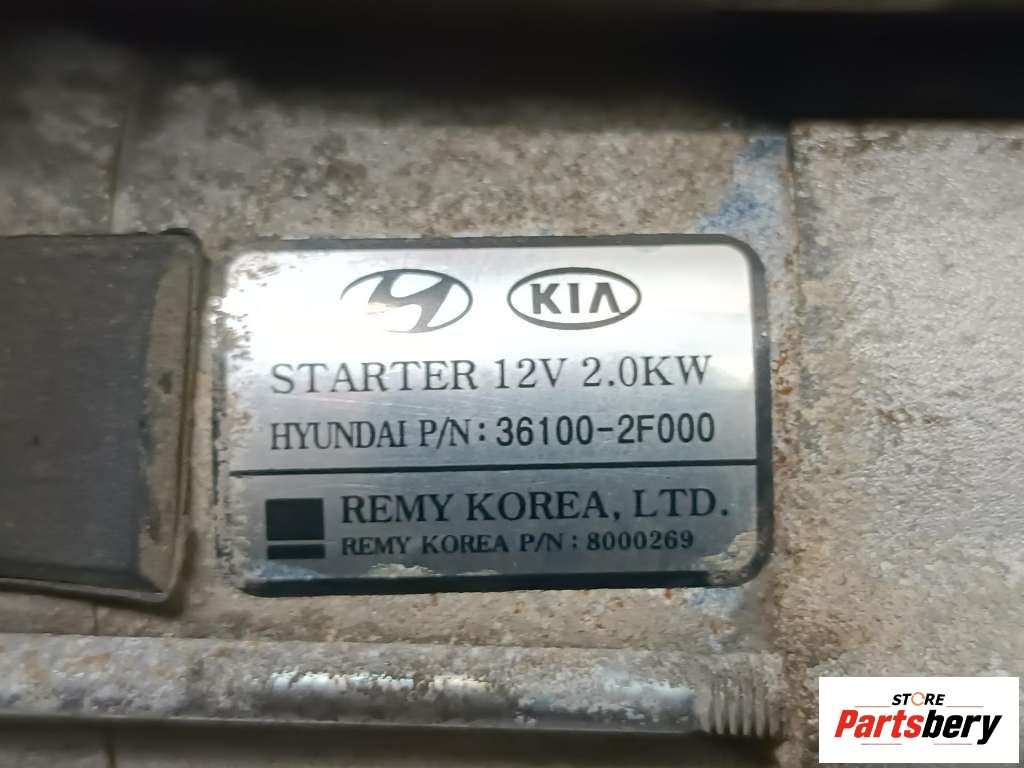 KIA
STARTER 12V 2.0KW
HYUNDAI P/N: 36100-2F000
REMY KOREA, LTD.
REMY KOREA P/N : 8000269
STORE
Partsbery